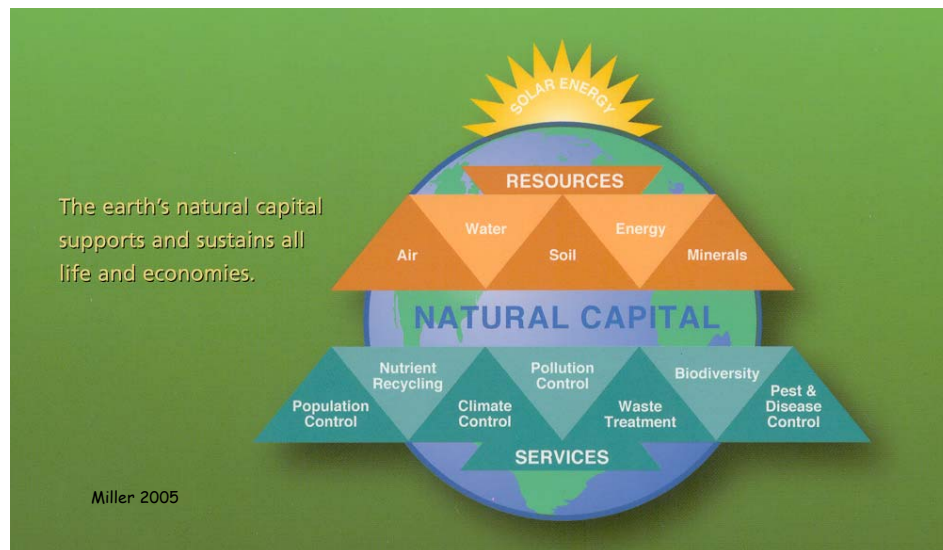 SOLAR ENERGY
RESOURCES
The earth's natural capital
supports and sustains all
life and economies.
Water
Energy
Air
Soil
Minerals
NATURAL CAPITAL
Nutrient
Recycling
Pollution
Control
Biodiversity
Population
Control
Climate
Control
Waste
Treatment
Pest &
Disease
Control
SERVICES
Miller 2005